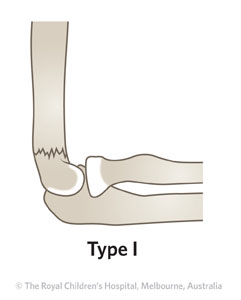 Type I
© The Royal Children's Hospital, Melbourne, Australia